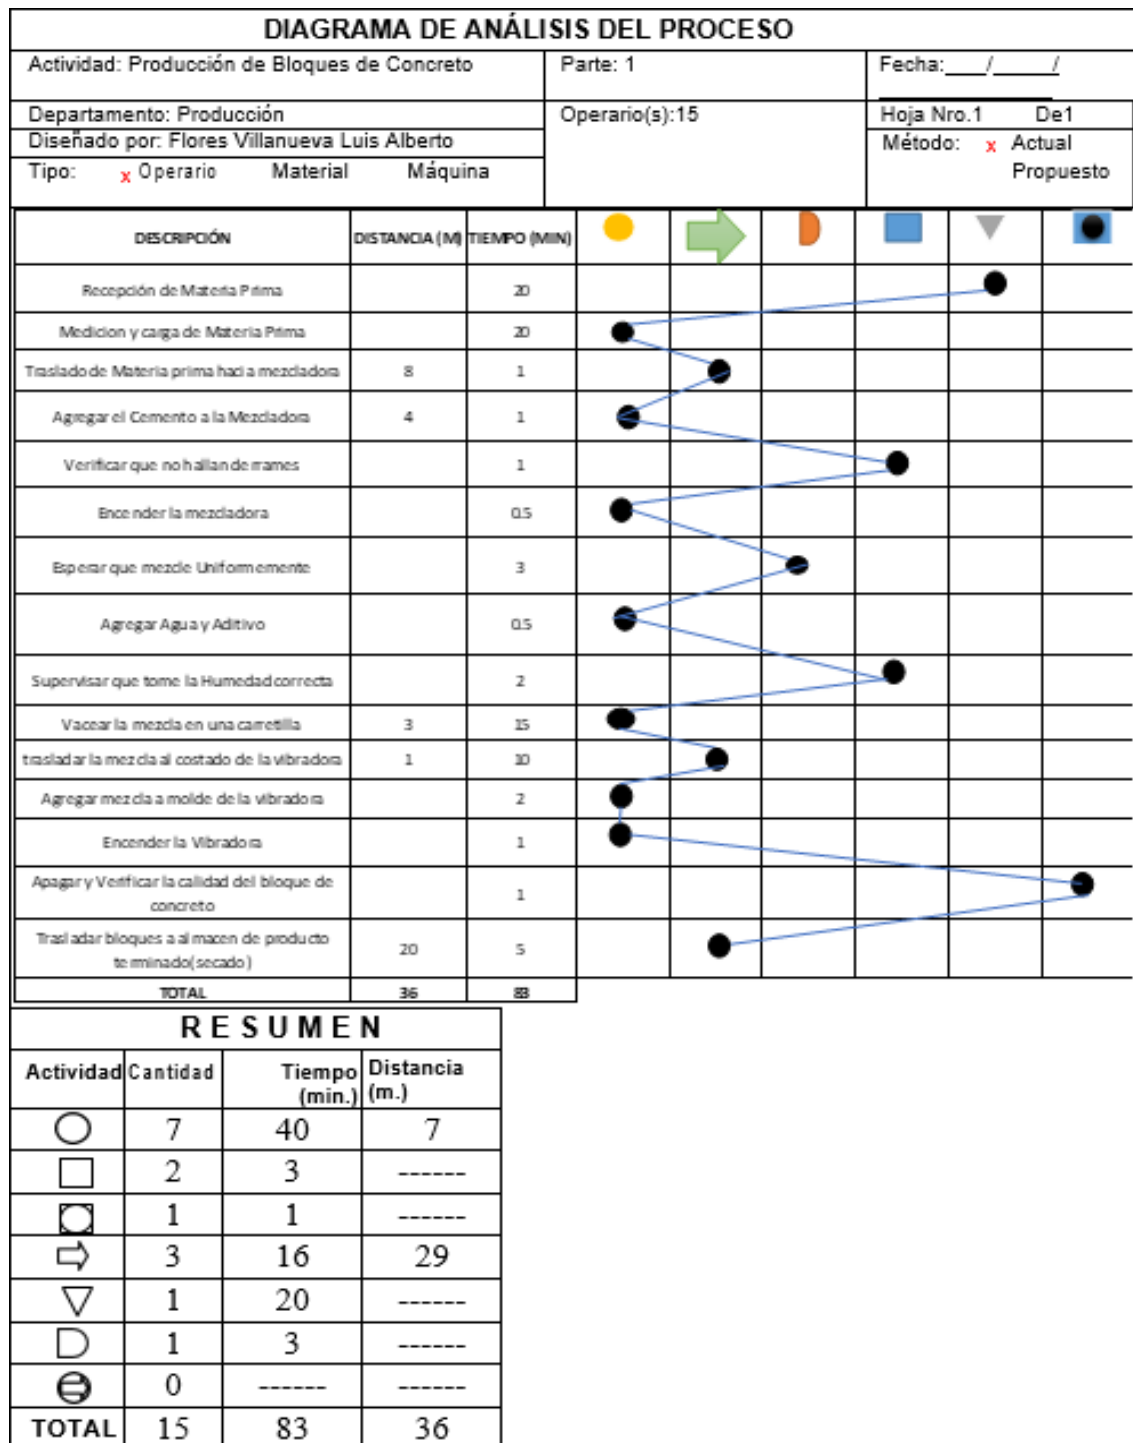 DIAGRAMA DE ANÁLISIS DEL PROCESO
Actividad: Producción de Bloques de Concreto Parte: 1 Fecha:___/_____/
Departamento: Producción Operario(s):15 Hoja Nro.1 De1
Diseñado por: Flores Villanueva Luis Alberto
Método: x Actual
Tipo: x Operario Material Máquina
Propuesto
DESCRIPCIÓN DISTANCIA (M) TIEMPO (MIN)
Recepción de Materia Prima 20
Medicion y carga de Materia Prima 20
Traslado de Materia prima hacia mezcladora 8 1
Agregar el Cemento a la Mezcladora 4 1
Verificar que no hallan derrames 1
Encender la mezcladora 0.5
Esperar que mezcle Uniformemente 3
Agregar Agua y Aditivo 0.5
Supervisar que tome la Humedad correcta 2
Vacear la mezcla en una carretilla 3 15
trasladar la mezcla al costado de la vibradora 1 10
Agregar mezcla a molde de la vibradora 2
Encender la Vibradora 1
Apagar y Verificar la calidad del bloque de
concreto 1
Trasladar bloques a almacen de producto
terminado(secado) 20 5
TOTAL 36 83
RESUMEN
Actividad Cantidad Tiempo (min.) Distancia (m.)
7 40 7
2 3 ------
1 1 ------
3 16 29
1 20 ------
1 3 ------
0 ------ ------
TOTAL 15 83 36